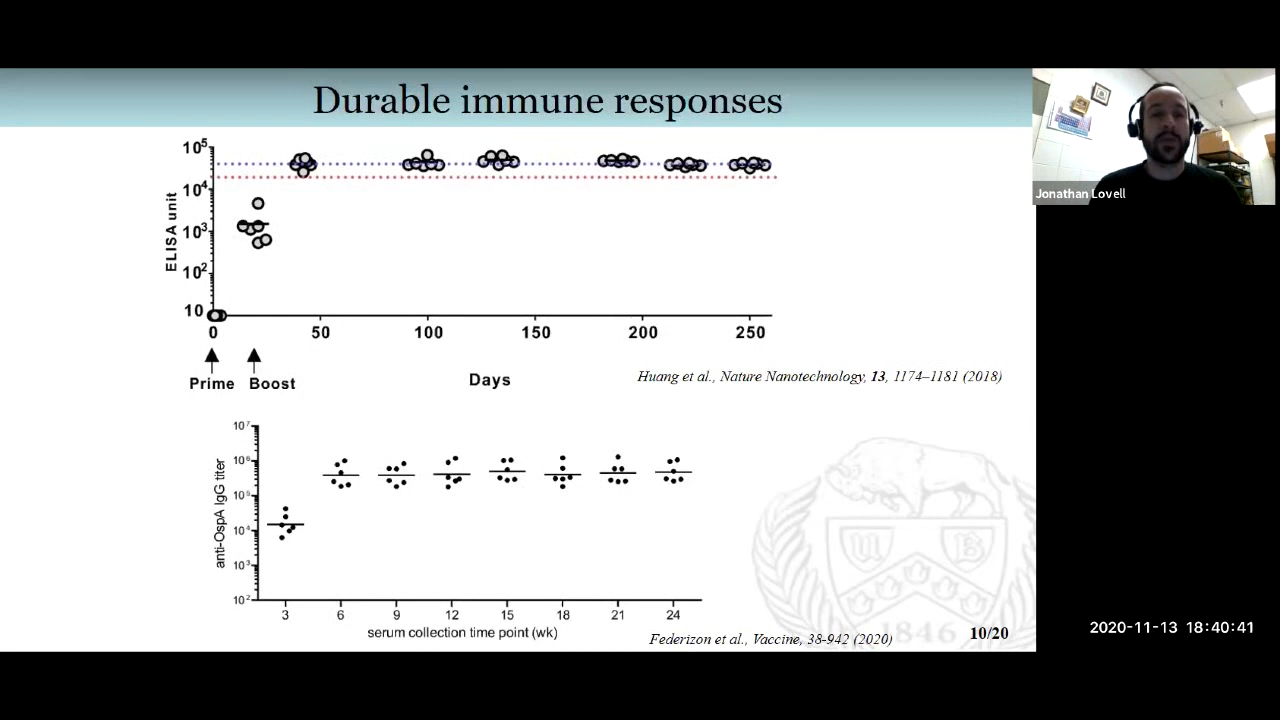 Durable immune responses
Jonathan Lovell
ELISA unit
10⁵
10⁴
10³
10²
10
0 50 100 150 200 250
Prime Boost Days
Huang et al., Nature Nanotechnology, 13, 1174–1181 (2018)
anti-OspA IgG titer
10⁷
10⁶
10⁵
10⁴
10³
10²
3 6 9 12 15 18 21 24
serum collection time point (wk)
Federizon et al., Vaccine, 38-942 (2020)
U B
1846
10/20
2020-11-13 18:40:41